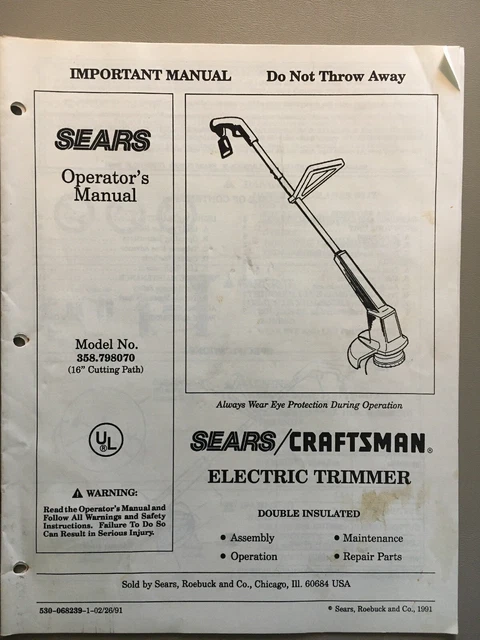 IMPORTANT MANUAL Do Not Throw Away
SEARS
Operator's
Manual
Model No.
358.798070
(16" Cutting Path)
UL
®
⚠ WARNING:
Read the Operator's Manual and
Follow All Warnings and Safety
Instructions. Failure To Do So
Can Result in Serious Injury.
Always Wear Eye Protection During Operation
SEARS/CRAFTSMAN®
ELECTRIC TRIMMER
DOUBLE INSULATED
• Assembly • Maintenance
• Operation • Repair Parts
Sold by Sears, Roebuck and Co., Chicago, Ill. 60684 USA
530-068239-1-02/26/91 © Sears, Roebuck and Co., 1991